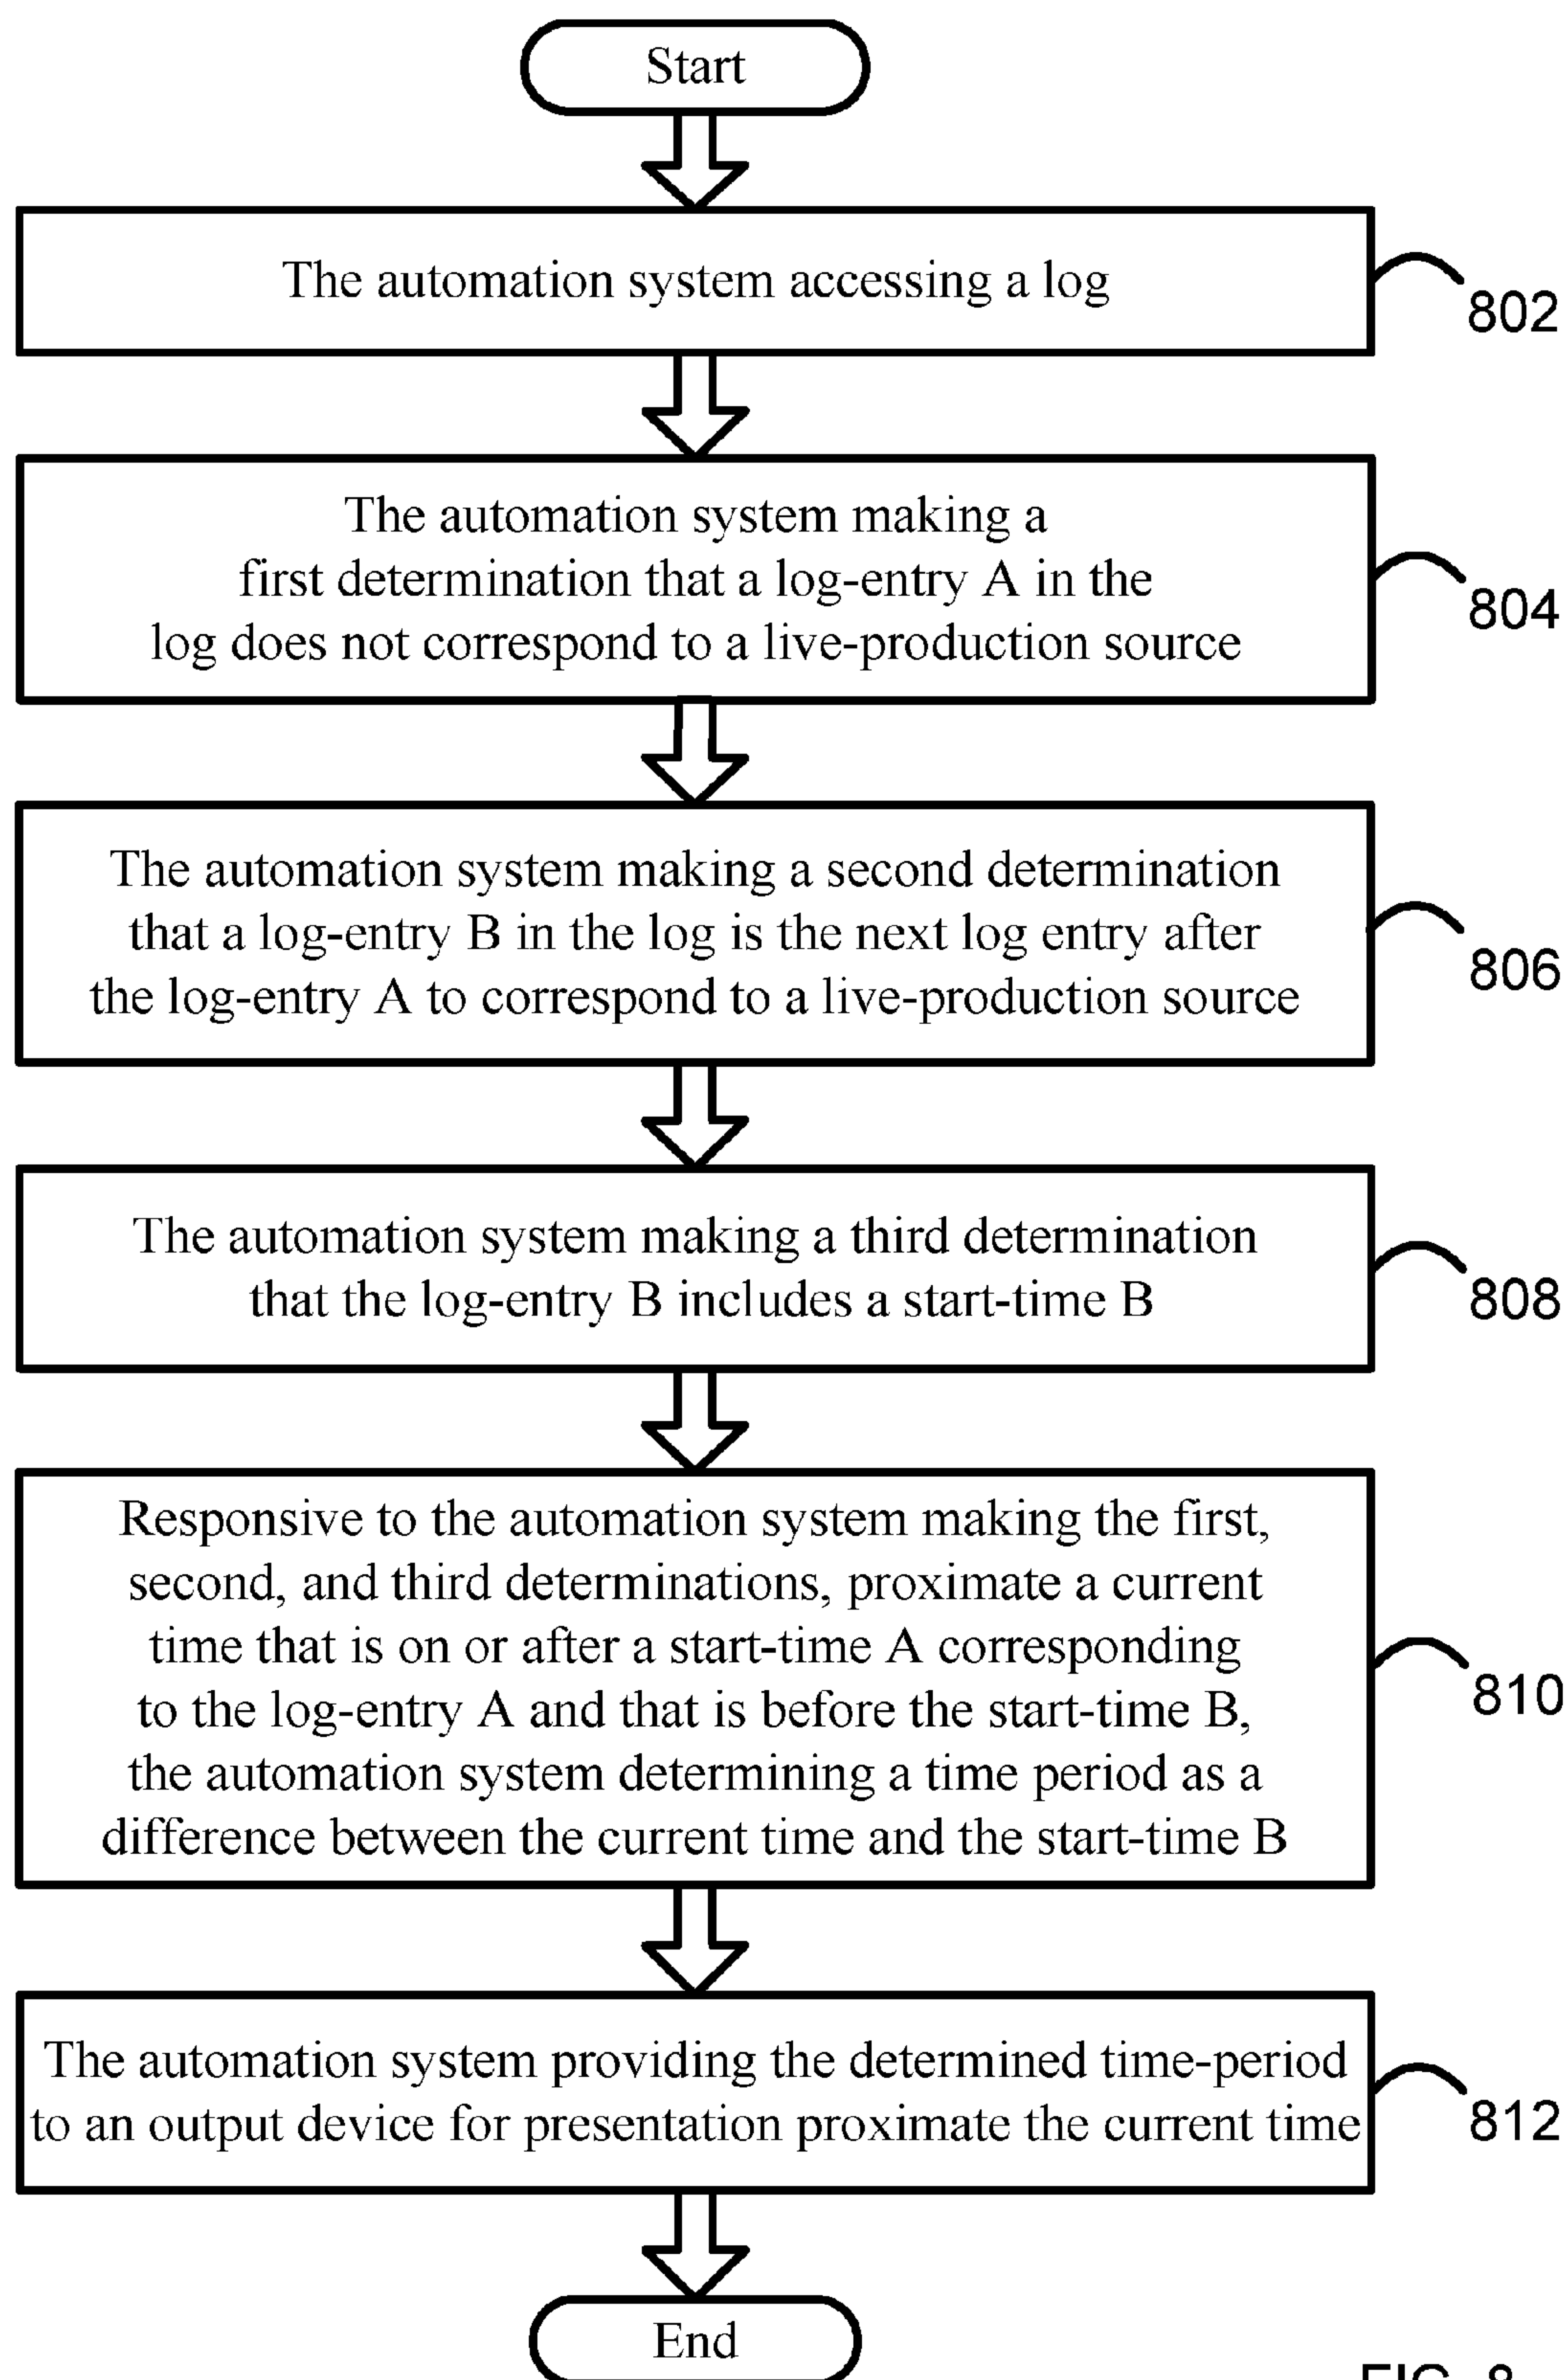 Start
The automation system accessing a log
802
The automation system making a
first determination that a log-entry A in the
log does not correspond to a live-production source
804
The automation system making a second determination
that a log-entry B in the log is the next log entry after
the log-entry A to correspond to a live-production source
806
The automation system making a third determination
that the log-entry B includes a start-time B
808
Responsive to the automation system making the first,
second, and third determinations, proximate a current
time that is on or after a start-time A corresponding
to the log-entry A and that is before the start-time B,
the automation system determining a time period as a
difference between the current time and the start-time B
810
The automation system providing the determined time-period
to an output device for presentation proximate the current time
812
End
FIG. 8